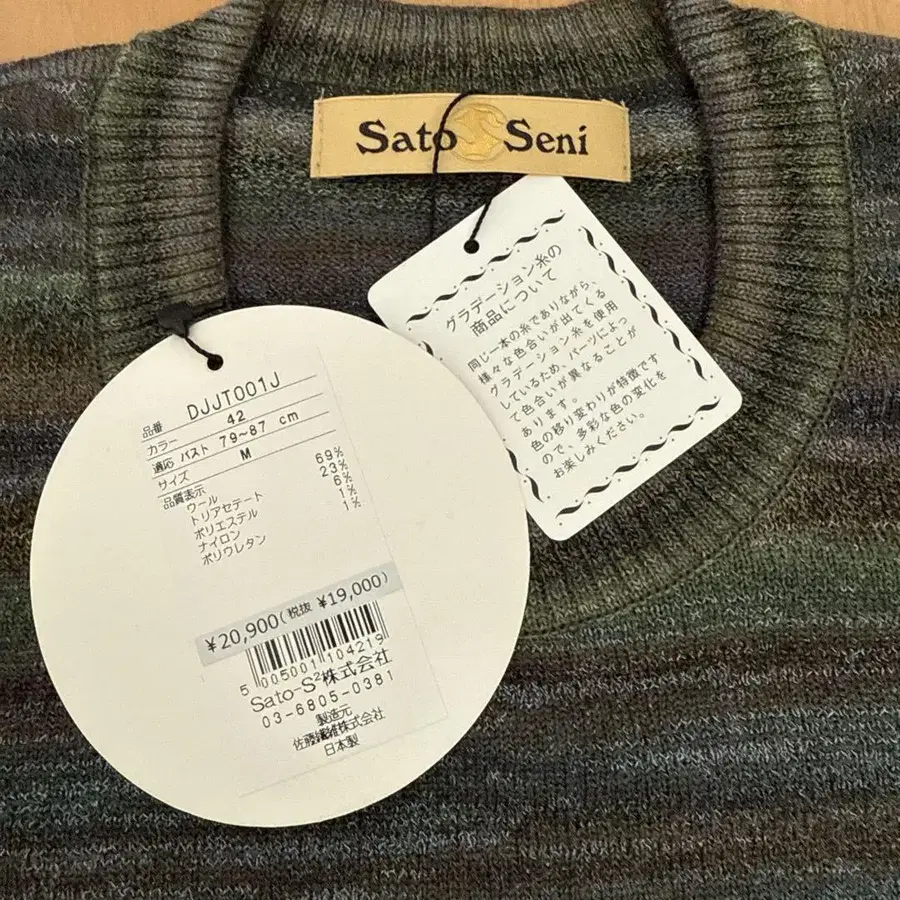 Sato Seni
グラデーション糸の
商品について
同じ一本の糸でありながら、
様々な色合いが出てくる
グラデーション糸を使用
しているため、パーツによっ
て色合いが異なることが
あります。
色の移り変わりが特徴です
ので、多彩な色の変化を
お楽しみください。
品番 DJJT001J
カラー 42
適応 バスト 79~87 cm
サイズ M
品質表示
ウール 69%
トリアセテート 23%
ポリエステル 6%
ナイロン 1%
ポリウレタン 1%
¥20,900(税抜 ¥19,000)
5 005001 104219
Sato-S²株式会社
03-6805-0381
製造元
佐藤繊維株式会社
日本製